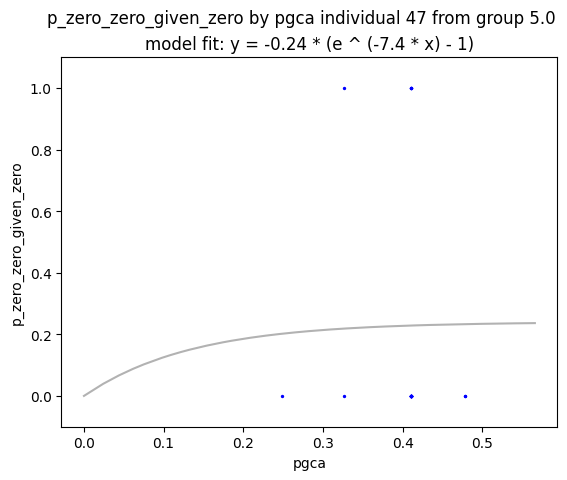 p_zero_zero_given_zero by pgca individual 47 from group 5.0
model fit: y = -0.24 * (e ^ (-7.4 * x) - 1)
1.0
0.8
0.6
0.4
0.2
0.0
p_zero_zero_given_zero
0.0 0.1 0.2 0.3 0.4 0.5
pgca